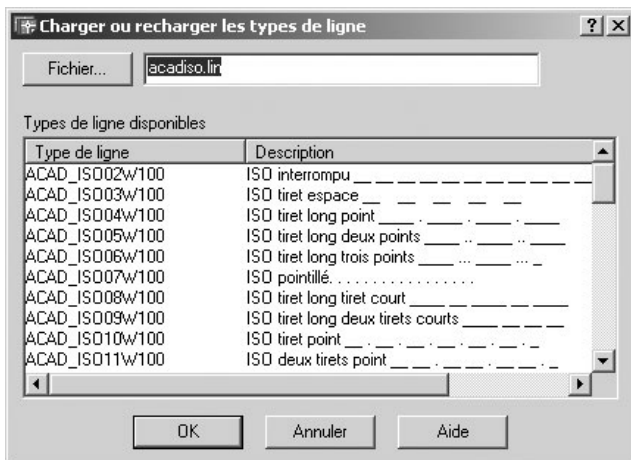 Charger ou recharger les types de ligne
Fichier... acadiso.lin
Types de ligne disponibles
Type de ligne Description
ACAD_ISO02W100 ISO interrompu __ __ __ __ __ __ __ __ __ __
ACAD_ISO03W100 ISO tiret espace __ __ __ __ __
ACAD_ISO04W100 ISO tiret long point ____ . ____ . ____ . ____
ACAD_ISO05W100 ISO tiret long deux points ____ .. ____ .. ____
ACAD_ISO06W100 ISO tiret long trois points ____ ... ____ ... _
ACAD_ISO07W100 ISO pointillé. . . . . . . . . . . . . . . .
ACAD_ISO08W100 ISO tiret long tiret court ____ __ ____ __ ____
ACAD_ISO09W100 ISO tiret long deux tirets courts ____ __ __
ACAD_ISO10W100 ISO tiret point __ . __ . __ . __ . __ . _
ACAD_ISO11W100 ISO deux tirets point __ __ . __ __ . __ __ . _
OK Annuler Aide